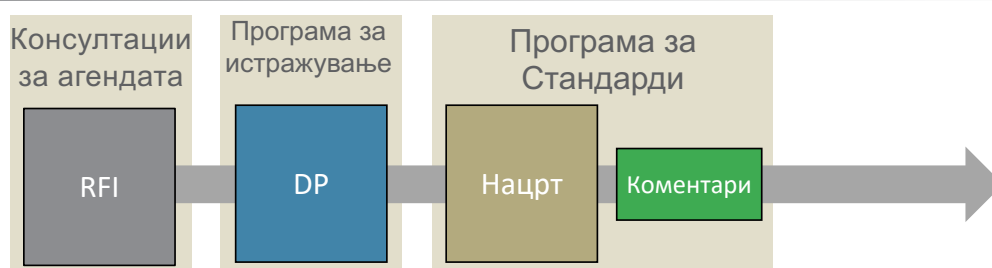 Консултации
за агендата
Програма за
истражување
Програма за
Стандарди
RFI
DP
Нацрт
Коментари